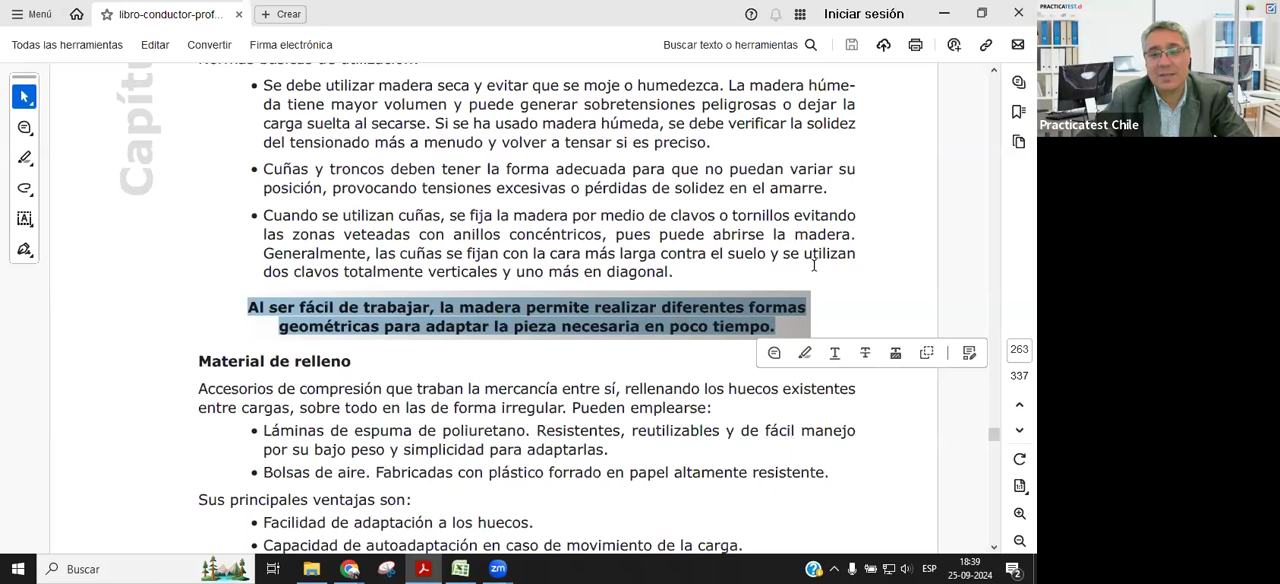 Menú
libro-conductor-prof...
Crear
Iniciar sesión
Todas las herramientas
Editar
Convertir
Firma electrónica
Buscar texto o herramientas
Capítu
Normas básicas de utilización:
• Se debe utilizar madera seca y evitar que se moje o humedezca. La madera húme-
da tiene mayor volumen y puede generar sobretensiones peligrosas o dejar la
carga suelta al secarse. Si se ha usado madera húmeda, se debe verificar la solidez
del tensionado más a menudo y volver a tensar si es preciso.
• Cuñas y troncos deben tener la forma adecuada para que no puedan variar su
posición, provocando tensiones excesivas o pérdidas de solidez en el amarre.
• Cuando se utilizan cuñas, se fija la madera por medio de clavos o tornillos evitando
las zonas veteadas con anillos concéntricos, pues puede abrirse la madera.
Generalmente, las cuñas se fijan con la cara más larga contra el suelo y se utilizan
dos clavos totalmente verticales y uno más en diagonal.
Al ser fácil de trabajar, la madera permite realizar diferentes formas
geométricas para adaptar la pieza necesaria en poco tiempo.
Material de relleno
Accesorios de compresión que traban la mercancía entre sí, rellenando los huecos existentes
entre cargas, sobre todo en las de forma irregular. Pueden emplearse:
• Láminas de espuma de poliuretano. Resistentes, reutilizables y de fácil manejo
por su bajo peso y simplicidad para adaptarlas.
• Bolsas de aire. Fabricadas con plástico forrado en papel altamente resistente.
Sus principales ventajas son:
• Facilidad de adaptación a los huecos.
• Capacidad de autoadaptación en caso de movimiento de la carga.
263
337
PRACTICATEST.cl
Practicatest Chile
Buscar
zm
ESP
18:39
25-09-2024
2